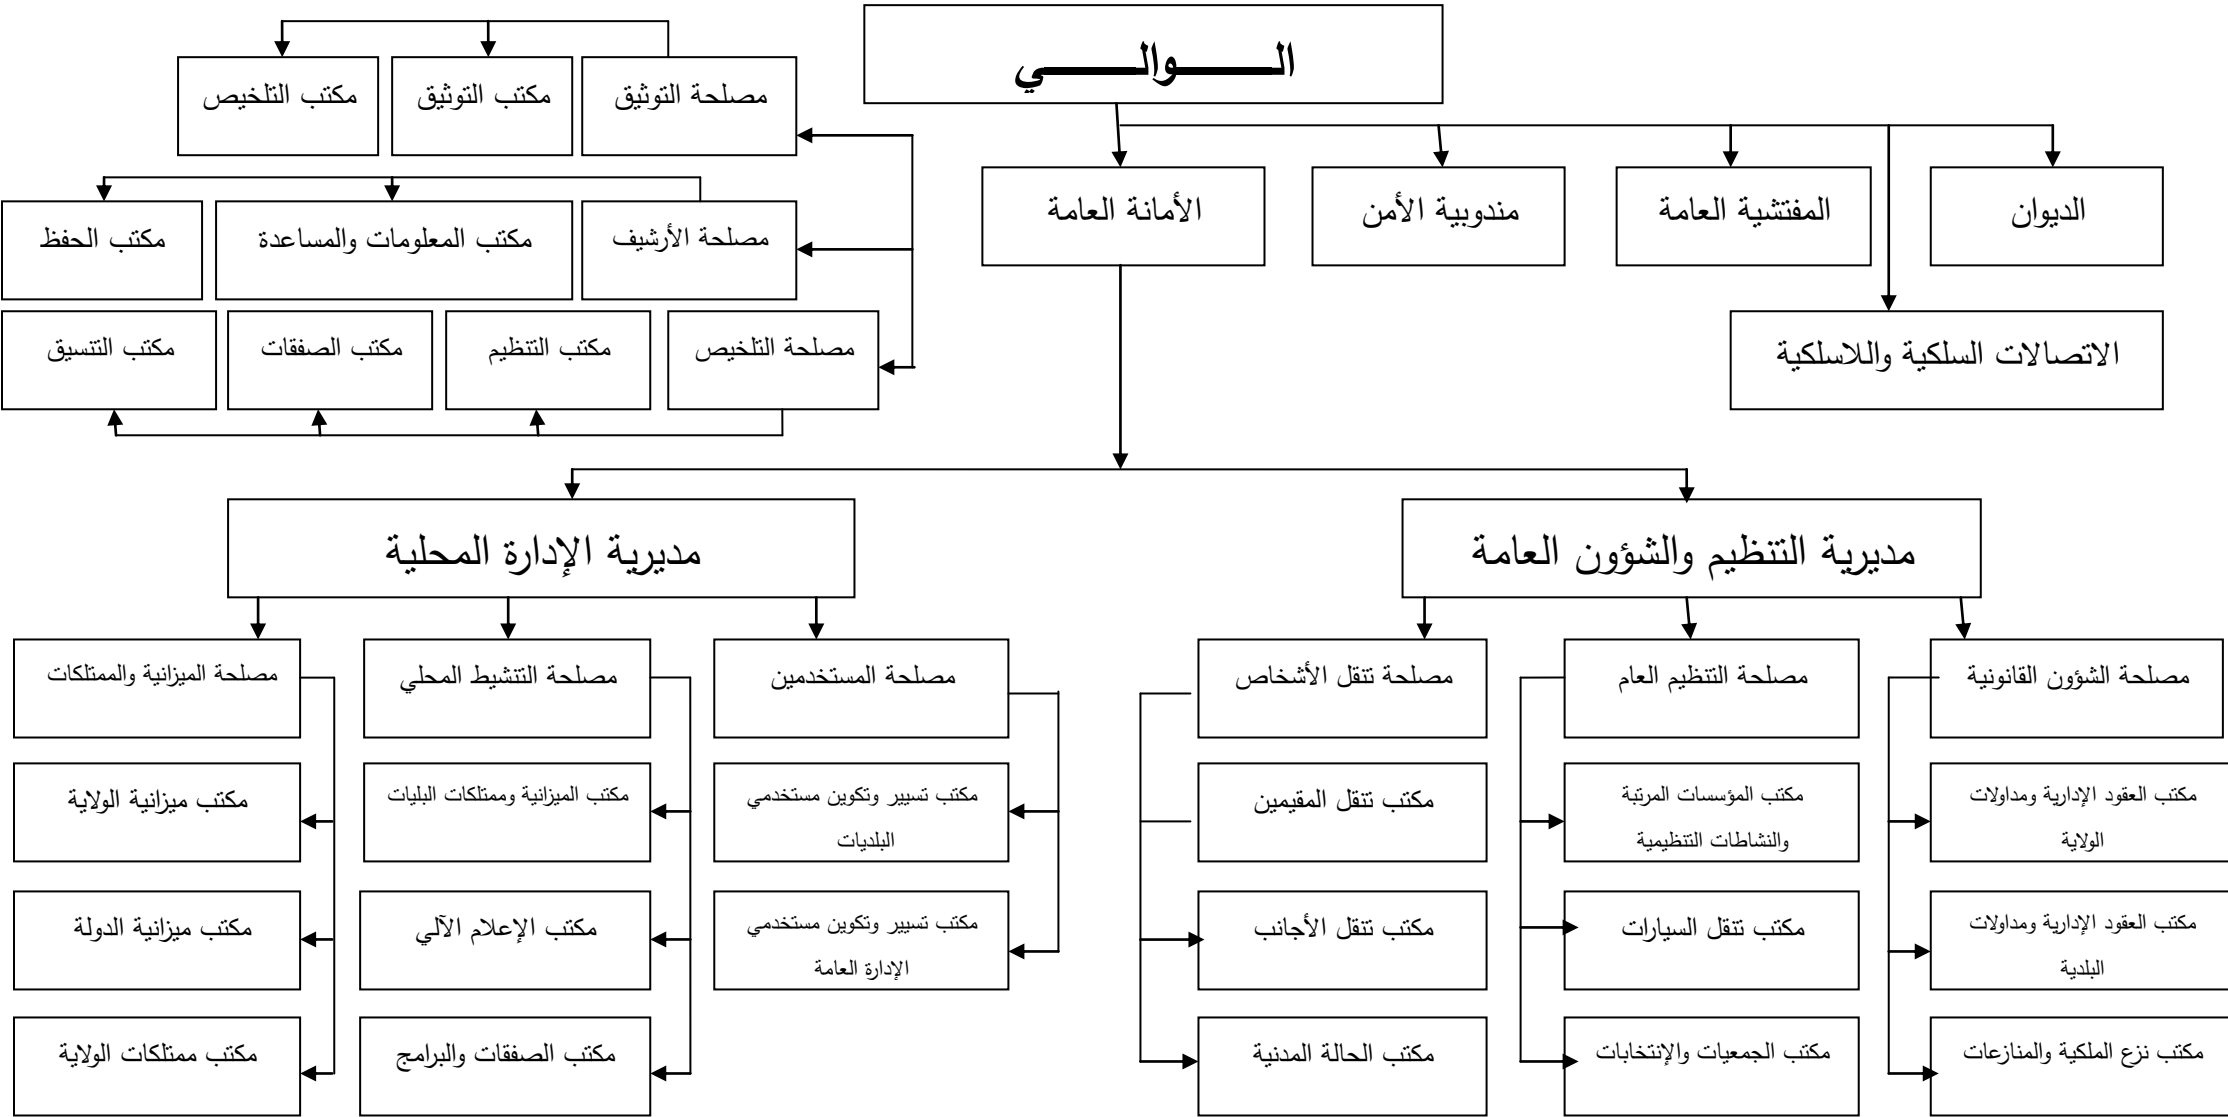 الـــــوالـــــي
مصلحة التوثيق
مكتب التوثيق
مكتب التلخيص
الديوان
المفتشية العامة
مندوبية الأمن
الأمانة العامة
مصلحة الأرشيف
مكتب المعلومات والمساعدة
مكتب الحفظ
الاتصالات السلكية واللاسلكية
مصلحة التلخيص
مكتب التنظيم
مكتب الصفقات
مكتب التنسيق
مديرية التنظيم والشؤون العامة
مديرية الإدارة المحلية
مصلحة الشؤون القانونية
مصلحة التنظيم العام
مصلحة تنقل الأشخاص
مصلحة المستخدمين
مصلحة التنشيط المحلي
مصلحة الميزانية والممتلكات
مكتب العقود الإدارية ومداولات
الولاية
مكتب المؤسسات المرتبة
والنشاطات التنظيمية
مكتب تنقل المقيمين
مكتب تسيير وتكوين مستخدمي
البلديات
مكتب الميزانية وممتلكات البليات
مكتب ميزانية الولاية
مكتب العقود الإدارية ومداولات
البلدية
مكتب تنقل السيارات
مكتب تنقل الأجانب
مكتب تسيير وتكوين مستخدمي
الإدارة العامة
مكتب الإعلام الآلي
مكتب ميزانية الدولة
مكتب نزع الملكية والمنازعات
مكتب الجمعيات والإنتخابات
مكتب الحالة المدنية
مكتب الصفقات والبرامج
مكتب ممتلكات الولاية